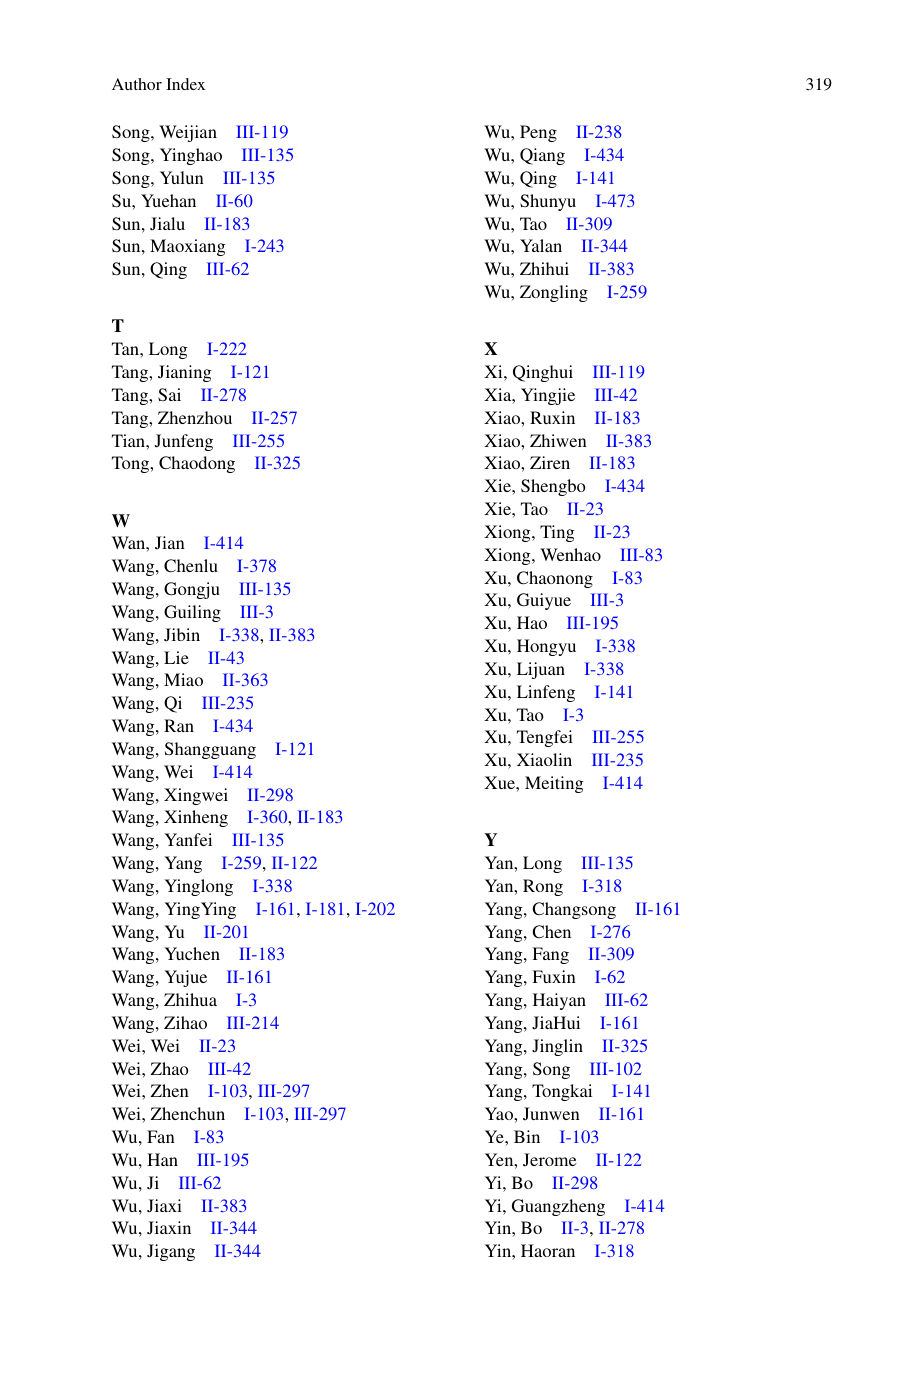 Author Index 319
Song, Weijian III-119
Song, Yinghao III-135
Song, Yulun III-135
Su, Yuehan II-60
Sun, Jialu II-183
Sun, Maoxiang I-243
Sun, Qing III-62
T
Tan, Long I-222
Tang, Jianing I-121
Tang, Sai II-278
Tang, Zhenzhou II-257
Tian, Junfeng III-255
Tong, Chaodong II-325
W
Wan, Jian I-414
Wang, Chenlu I-378
Wang, Gongju III-135
Wang, Guiling III-3
Wang, Jibin I-338, II-383
Wang, Lie II-43
Wang, Miao II-363
Wang, Qi III-235
Wang, Ran I-434
Wang, Shangguang I-121
Wang, Wei I-414
Wang, Xingwei II-298
Wang, Xinheng I-360, II-183
Wang, Yanfei III-135
Wang, Yang I-259, II-122
Wang, Yinglong I-338
Wang, YingYing I-161, I-181, I-202
Wang, Yu II-201
Wang, Yuchen II-183
Wang, Yujue II-161
Wang, Zhihua I-3
Wang, Zihao III-214
Wei, Wei II-23
Wei, Zhao III-42
Wei, Zhen I-103, III-297
Wei, Zhenchun I-103, III-297
Wu, Fan I-83
Wu, Han III-195
Wu, Ji III-62
Wu, Jiaxi II-383
Wu, Jiaxin II-344
Wu, Jigang II-344
Wu, Peng II-238
Wu, Qiang I-434
Wu, Qing I-141
Wu, Shunyu I-473
Wu, Tao II-309
Wu, Yalan II-344
Wu, Zhihui II-383
Wu, Zongling I-259
X
Xi, Qinghui III-119
Xia, Yingjie III-42
Xiao, Ruxin II-183
Xiao, Zhiwen II-383
Xiao, Ziren II-183
Xie, Shengbo I-434
Xie, Tao II-23
Xiong, Ting II-23
Xiong, Wenhao III-83
Xu, Chaonong I-83
Xu, Guiyue III-3
Xu, Hao III-195
Xu, Hongyu I-338
Xu, Lijuan I-338
Xu, Linfeng I-141
Xu, Tao I-3
Xu, Tengfei III-255
Xu, Xiaolin III-235
Xue, Meiting I-414
Y
Yan, Long III-135
Yan, Rong I-318
Yang, Changsong II-161
Yang, Chen I-276
Yang, Fang II-309
Yang, Fuxin I-62
Yang, Haiyan III-62
Yang, JiaHui I-161
Yang, Jinglin II-325
Yang, Song III-102
Yang, Tongkai I-141
Yao, Junwen II-161
Ye, Bin I-103
Yen, Jerome II-122
Yi, Bo II-298
Yi, Guangzheng I-414
Yin, Bo II-3, II-278
Yin, Haoran I-318